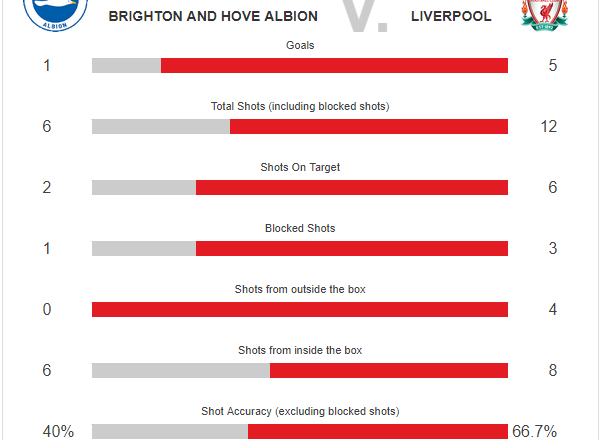 BRIGHTON AND HOVE ALBION V. LIVERPOOL
ALBION
Goals
1 5
Total Shots (including blocked shots)
6 12
Shots On Target
2 6
Blocked Shots
1 3
Shots from outside the box
0 4
Shots from inside the box
6 8
Shot Accuracy (excluding blocked shots)
40% 66.7%